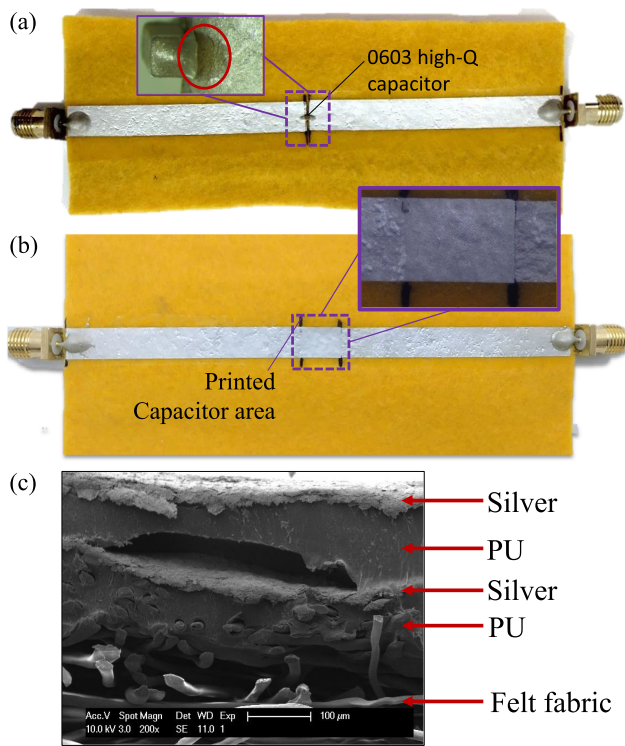 (a)
0603 high-Q
capacitor
(b)
Printed
Capacitor area
(c)
Silver
PU
Silver
PU
Felt fabric
Acc.V Spot Magn Det WD Exp
10.0 kV 3.0 200x SE 11.0 1
100 µm